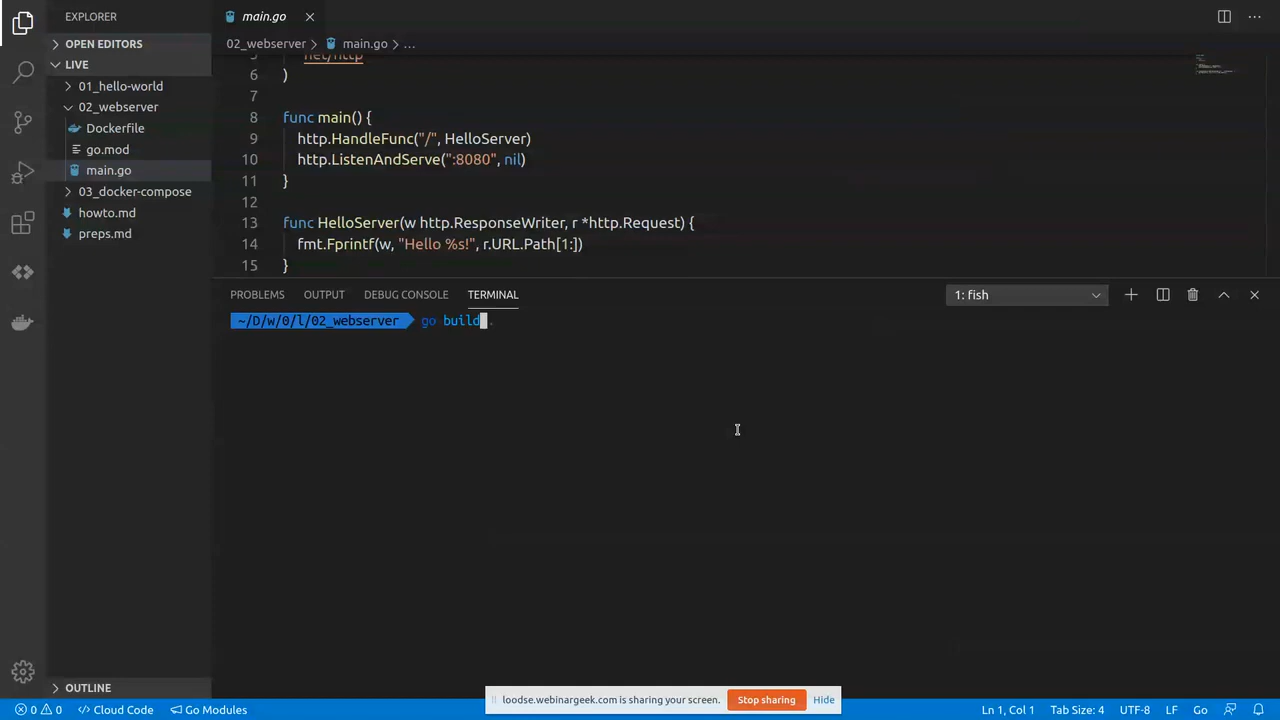 EXPLORER
OPEN EDITORS
LIVE
01_hello-world
02_webserver
Dockerfile
go.mod
main.go
03_docker-compose
howto.md
preps.md
OUTLINE
main.go
02_webserver
main.go
...
5 net/http
6 )
7
8 func main() {
9 http.HandleFunc("/", HelloServer)
10 http.ListenAndServe(":8080", nil)
11 }
12
13 func HelloServer(w http.ResponseWriter, r *http.Request) {
14 fmt.Fprintf(w, "Hello %s!", r.URL.Path[1:])
15 }
PROBLEMS OUTPUT DEBUG CONSOLE TERMINAL
1: fish
~/D/w/0/l/02_webserver go build .
loodse.webinargeek.com is sharing your screen. Stop sharing Hide
0 0 Cloud Code Go Modules Ln 1, Col 1 Tab Size: 4 UTF-8 LF Go